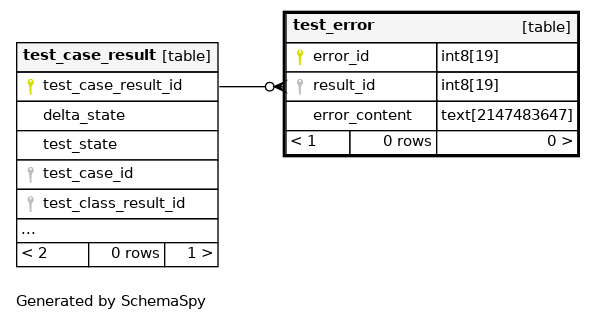 test_error [table]
error_id int8[19]
result_id int8[19]
error_content text[2147483647]
< 1 0 rows 0 >
test_case_result [table]
test_case_result_id
delta_state
test_state
test_case_id
test_class_result_id
...
< 2 0 rows 1 >
Generated by SchemaSpy